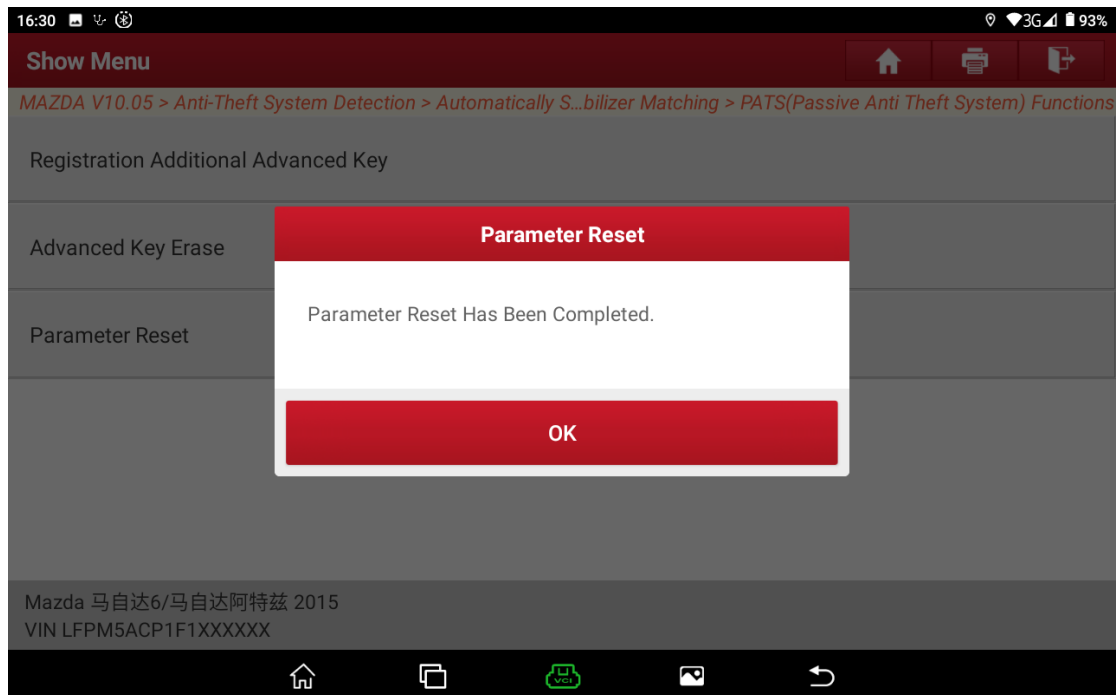 16:30
3G 93%
Show Menu
MAZDA V10.05 > Anti-Theft System Detection > Automatically S...bilizer Matching > PATS(Passive Anti Theft System) Functions
Registration Additional Advanced Key
Advanced Key Erase
Parameter Reset
Parameter Reset
Parameter Reset Has Been Completed.
OK
Mazda 马自达6/马自达阿特兹 2015
VIN LFPM5ACP1F1XXXXXX
VCI